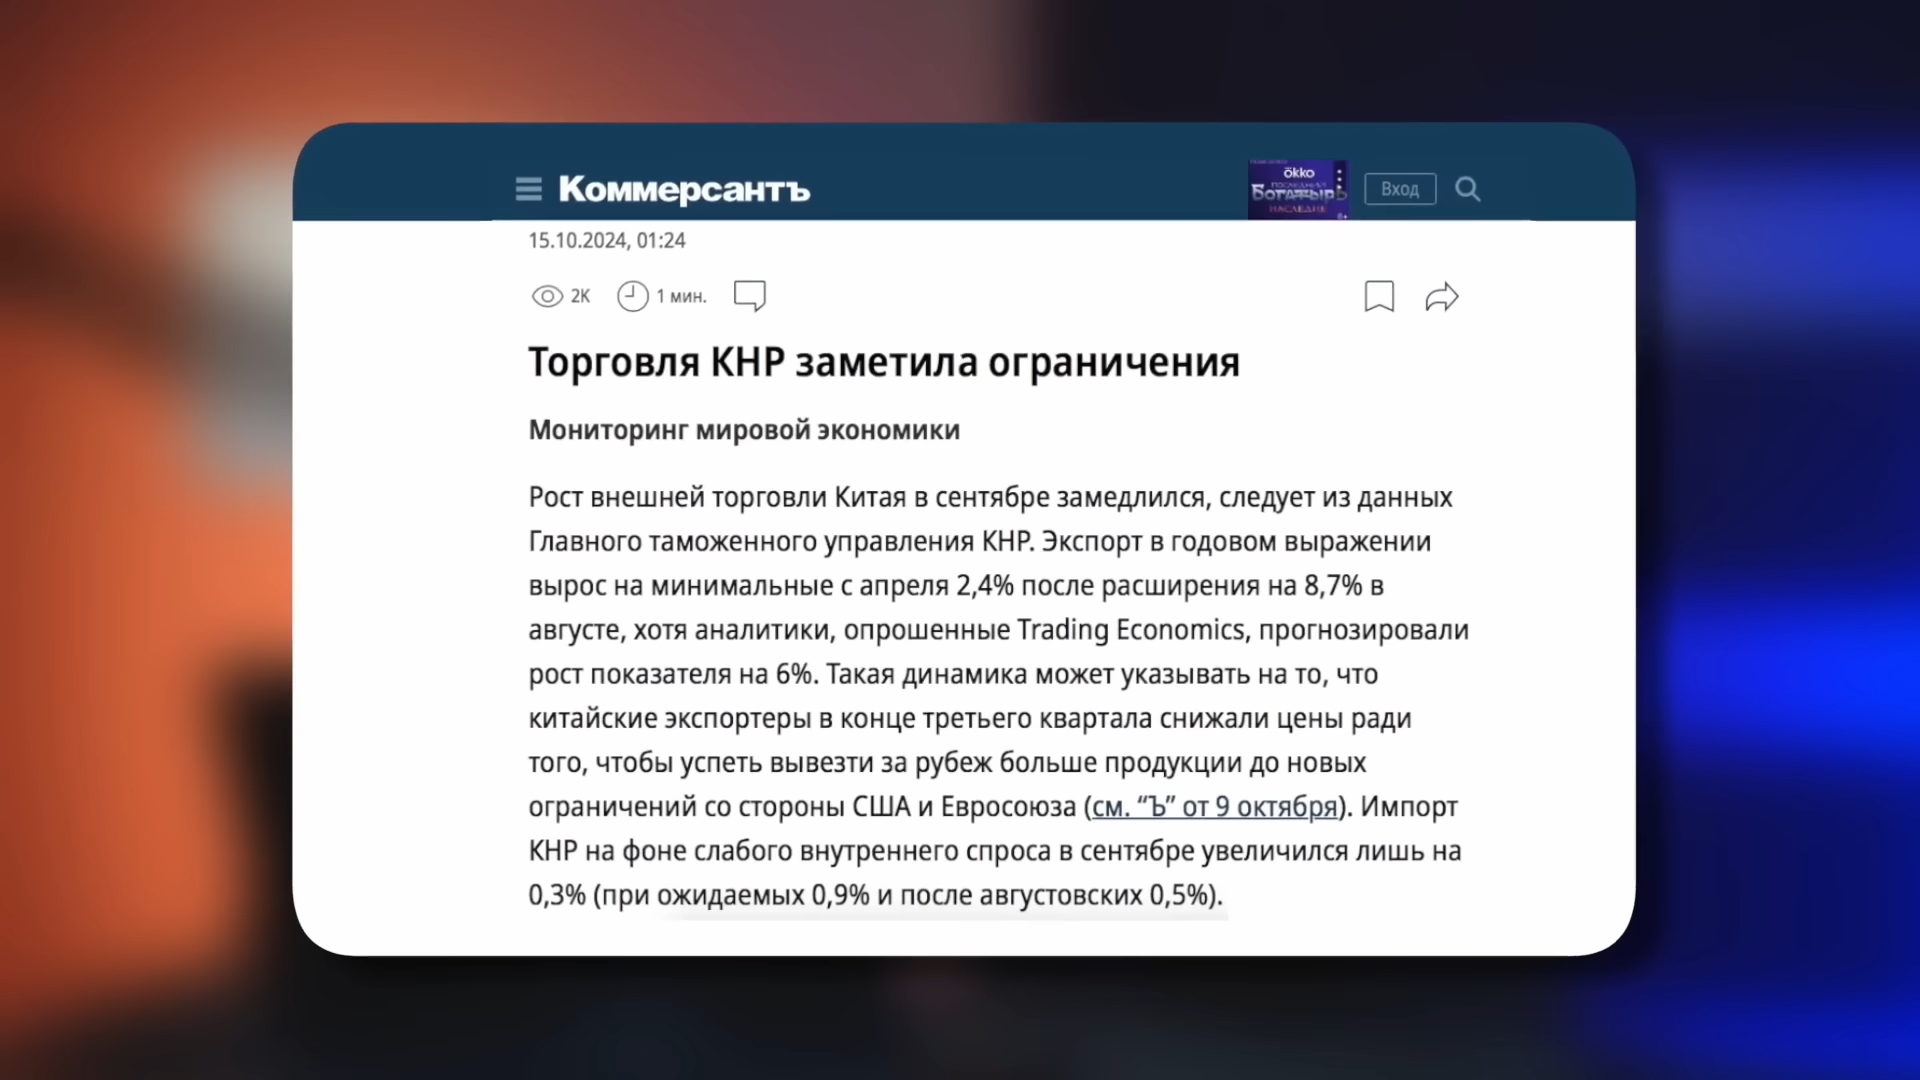 Коммерсантъ
ōkko
БОГАТЫРЬ
НАСЛЕДИЕ
Вход
15.10.2024, 01:24
2K
1 мин.
Торговля КНР заметила ограничения
Мониторинг мировой экономики
Рост внешней торговли Китая в сентябре замедлился, следует из данных
Главного таможенного управления КНР. Экспорт в годовом выражении
вырос на минимальные с апреля 2,4% после расширения на 8,7% в
августе, хотя аналитики, опрошенные Trading Economics, прогнозировали
рост показателя на 6%. Такая динамика может указывать на то, что
китайские экспортеры в конце третьего квартала снижали цены ради
того, чтобы успеть вывезти за рубеж больше продукции до новых
ограничений со стороны США и Евросоюза (см. “Ъ” от 9 октября). Импорт
КНР на фоне слабого внутреннего спроса в сентябре увеличился лишь на
0,3% (при ожидаемых 0,9% и после августовских 0,5%).